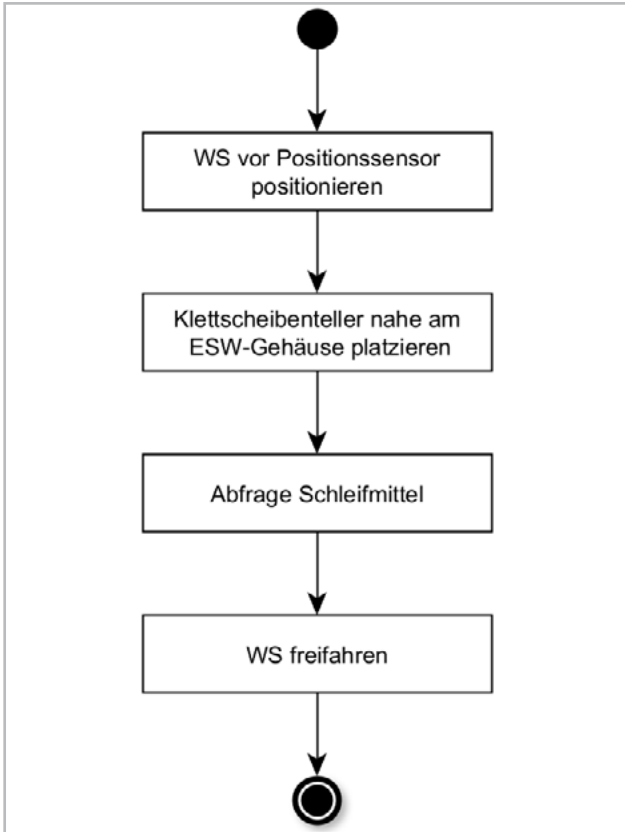 WS vor Positionssensor
positionieren
Klettscheibenteller nahe am
ESW-Gehäuse platzieren
Abfrage Schleifmittel
WS freifahren